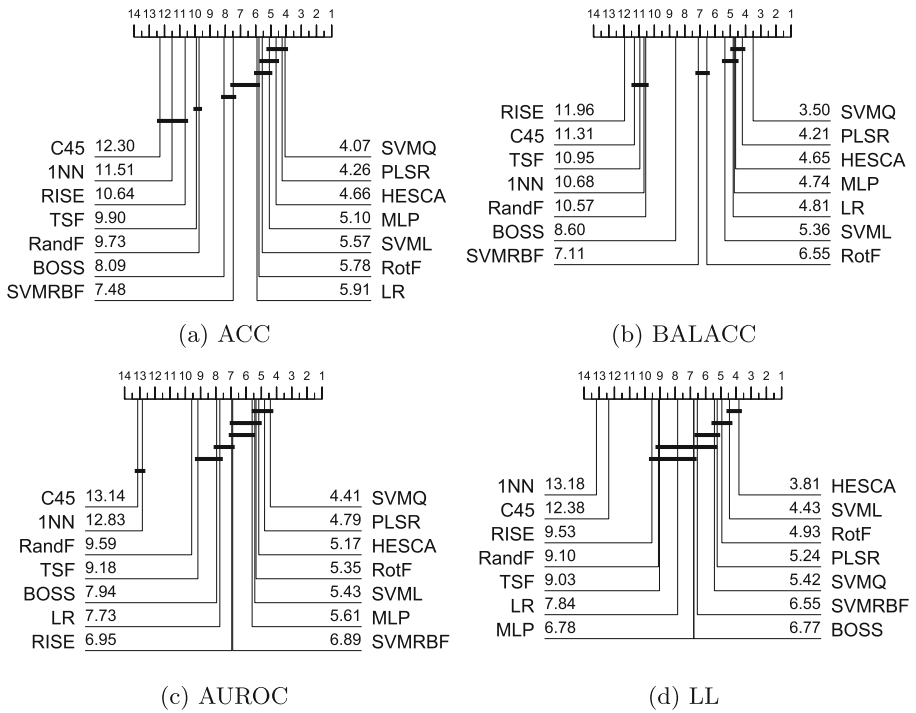 14 13 12 11 10 9 8 7 6 5 4 3 2 1
C45 12.30 4.07 SVMQ
1NN 11.51 4.26 PLSR
RISE 10.64 4.66 HESCA
TSF 9.90 5.10 MLP
RandF 9.73 5.57 SVML
BOSS 8.09 5.78 RotF
SVMRBF 7.48 5.91 LR
(a) ACC
14 13 12 11 10 9 8 7 6 5 4 3 2 1
RISE 11.96 3.50 SVMQ
C45 11.31 4.21 PLSR
TSF 10.95 4.65 HESCA
1NN 10.68 4.74 MLP
RandF 10.57 4.81 LR
BOSS 8.60 5.36 SVML
SVMRBF 7.11 6.55 RotF
(b) BALACC
14 13 12 11 10 9 8 7 6 5 4 3 2 1
C45 13.14 4.41 SVMQ
1NN 12.83 4.79 PLSR
RandF 9.59 5.17 HESCA
TSF 9.18 5.35 RotF
BOSS 7.94 5.43 SVML
LR 7.73 5.61 MLP
RISE 6.95 6.89 SVMRBF
(c) AUROC
14 13 12 11 10 9 8 7 6 5 4 3 2 1
1NN 13.18 3.81 HESCA
C45 12.38 4.43 SVML
RISE 9.53 4.93 RotF
RandF 9.10 5.24 PLSR
TSF 9.03 5.42 SVMQ
LR 7.84 6.55 SVMRBF
MLP 6.78 6.77 BOSS
(d) LL